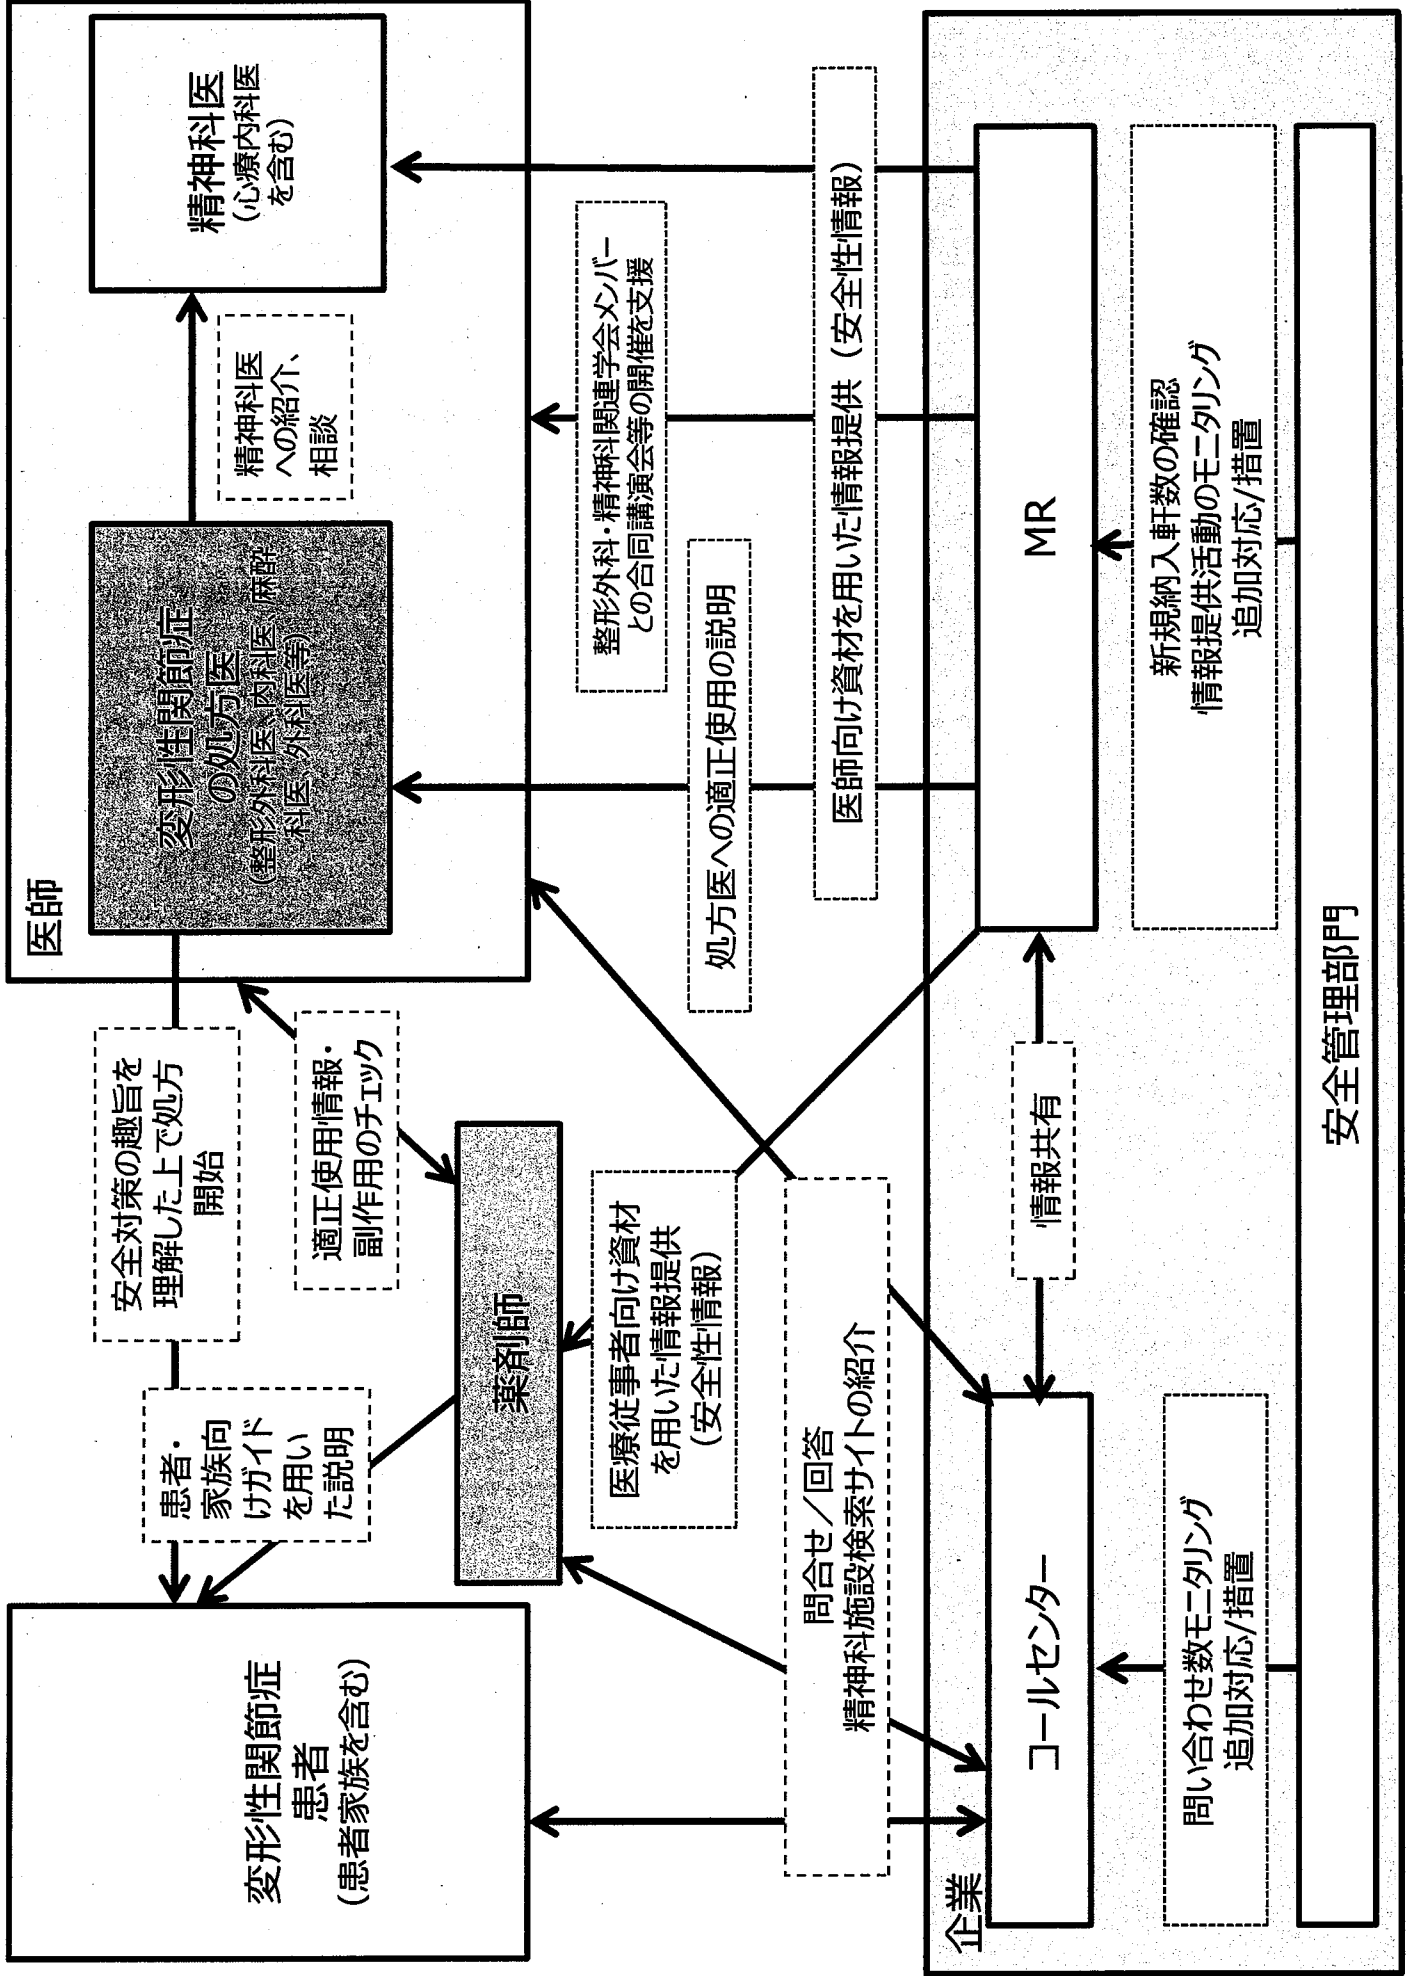 変形性関節症
患者
(患者家族を含む)
患者・
家族向
けガイド
を用い
た説明
安全対策の趣旨を
理解した上で処方
開始
医師
変形性関節症
の処方医
(整形外科医、内科医、麻酔
科医、外科医等)
精神科医
への紹介、
相談
精神科医
(心療内科医
を含む)
適正使用情報・
副作用のチェック
薬剤師
医療従事者向け資材
を用いた情報提供
(安全性情報)
整形外科・精神科関連学会メンバー
との合同講演会等の開催を支援
処方医への適正使用の説明
医師向け資材を用いた情報提供（安全性情報）
問合せ／回答
精神科施設検索サイトの紹介
企業
コールセンター
情報共有
MR
問い合わせ数モニタリング
追加対応/措置
新規納入軒数の確認
情報提供活動のモニタリング
追加対応/措置
安全管理部門